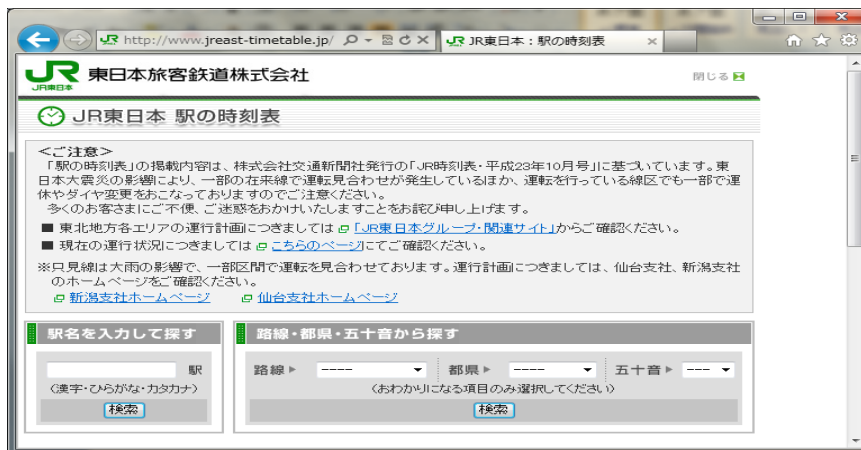 http://www.jreast-timetable.jp/
JR東日本:駅の時刻表
JR
JR東日本
東日本旅客鉄道株式会社
閉じる
JR東日本 駅の時刻表
<ご注意>
「駅の時刻表」の掲載内容は、株式会社交通新聞社発行の「JR時刻表・平成23年10月号」に基づいています。東
日本大震災の影響により、一部の在来線で運転見合わせが発生しているほか、運転を行っている線区でも一部で運
休やダイヤ変更をおこなっておりますのでご注意ください。
多くのお客さまにご不便、ご迷惑をおかけいたしますことをお詫び申し上げます。
■ 東北地方各エリアの運行計画につきましては 「JR東日本グループ・関連サイト」からご確認ください。
■ 現在の運行状況につきましては こちらのページにてご確認ください。
※只見線は大雨の影響で、一部区間で運転を見合わせております。運行計画につきましては、仙台支社、新潟支社
のホームページをご確認ください。
新潟支社ホームページ 仙台支社ホームページ
駅名を入力して探す
駅
(漢字・ひらがな・カタカナ)
検索
路線・都県・五十音から探す
路線 ---- 都県 ---- 五十音 ---
(おわかりになる項目のみ選択してください)
検索